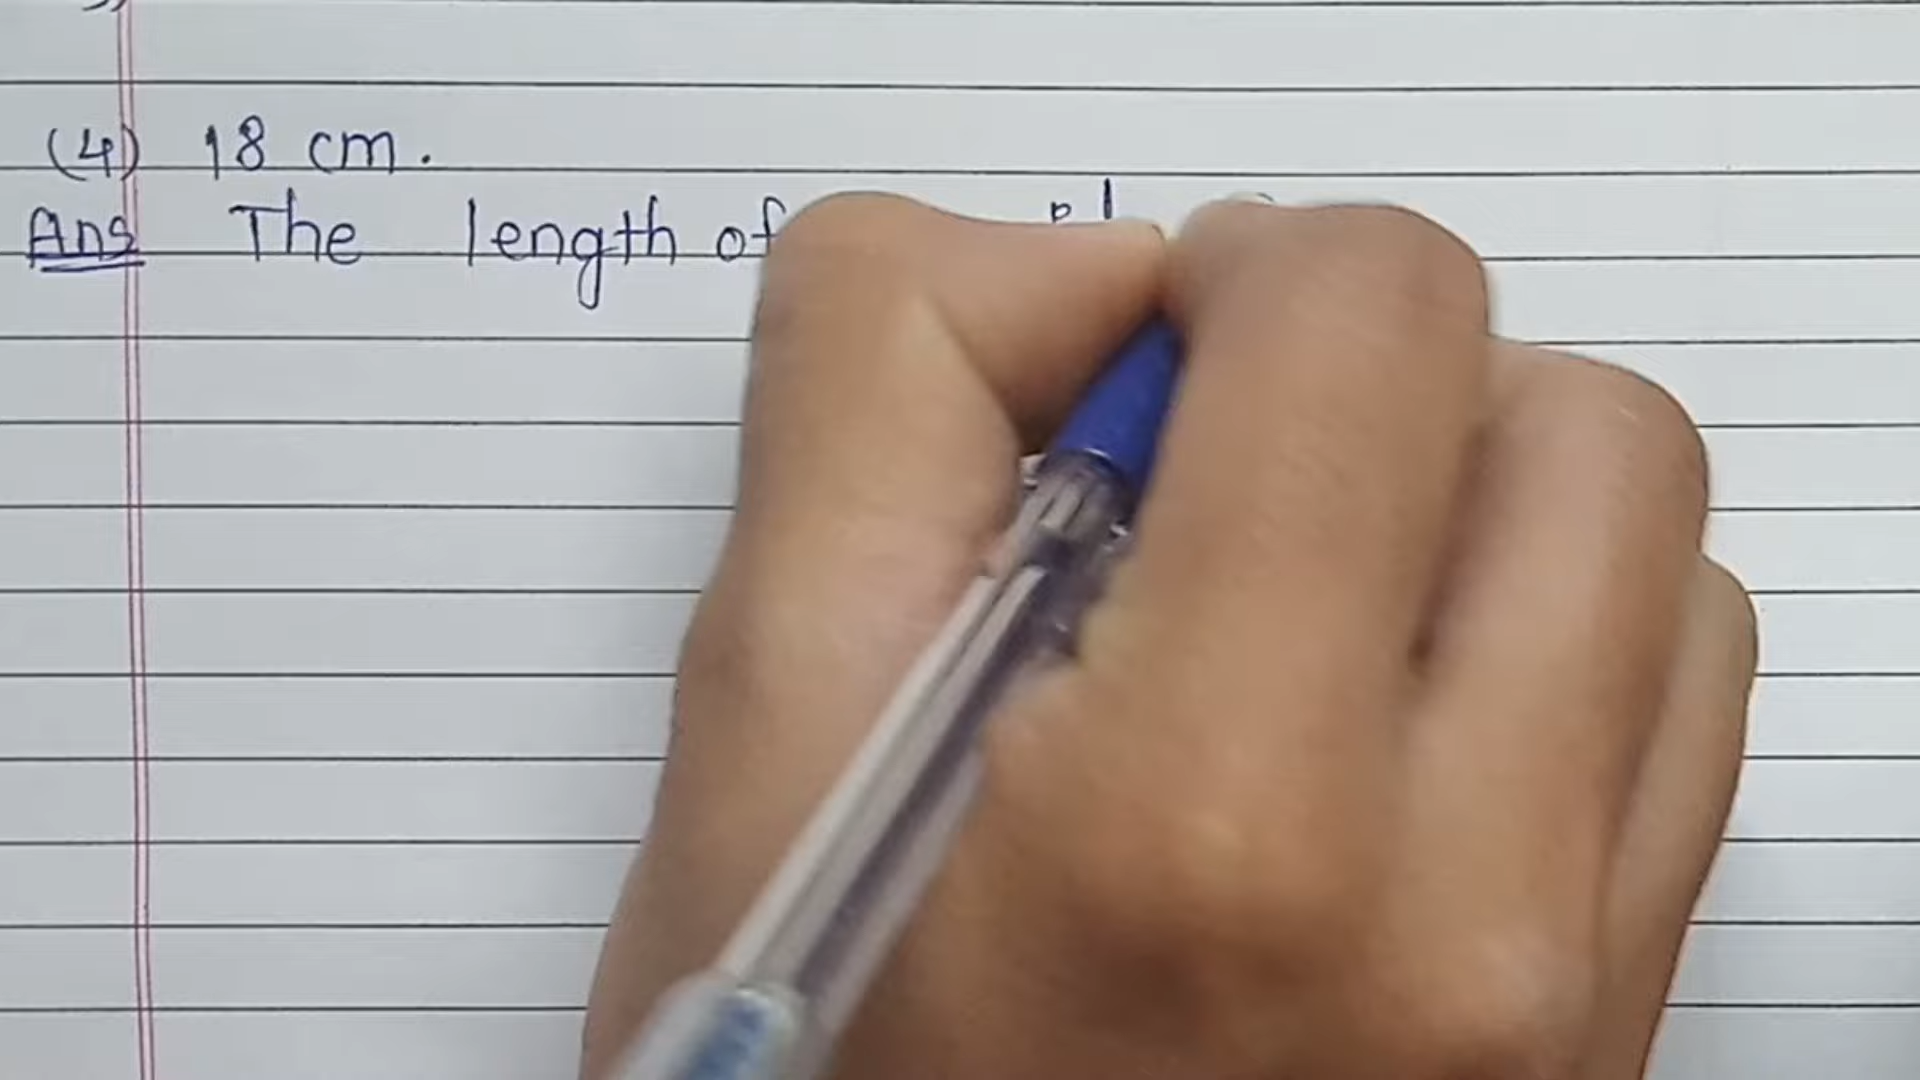 (4) 18 cm.
Ans The length of